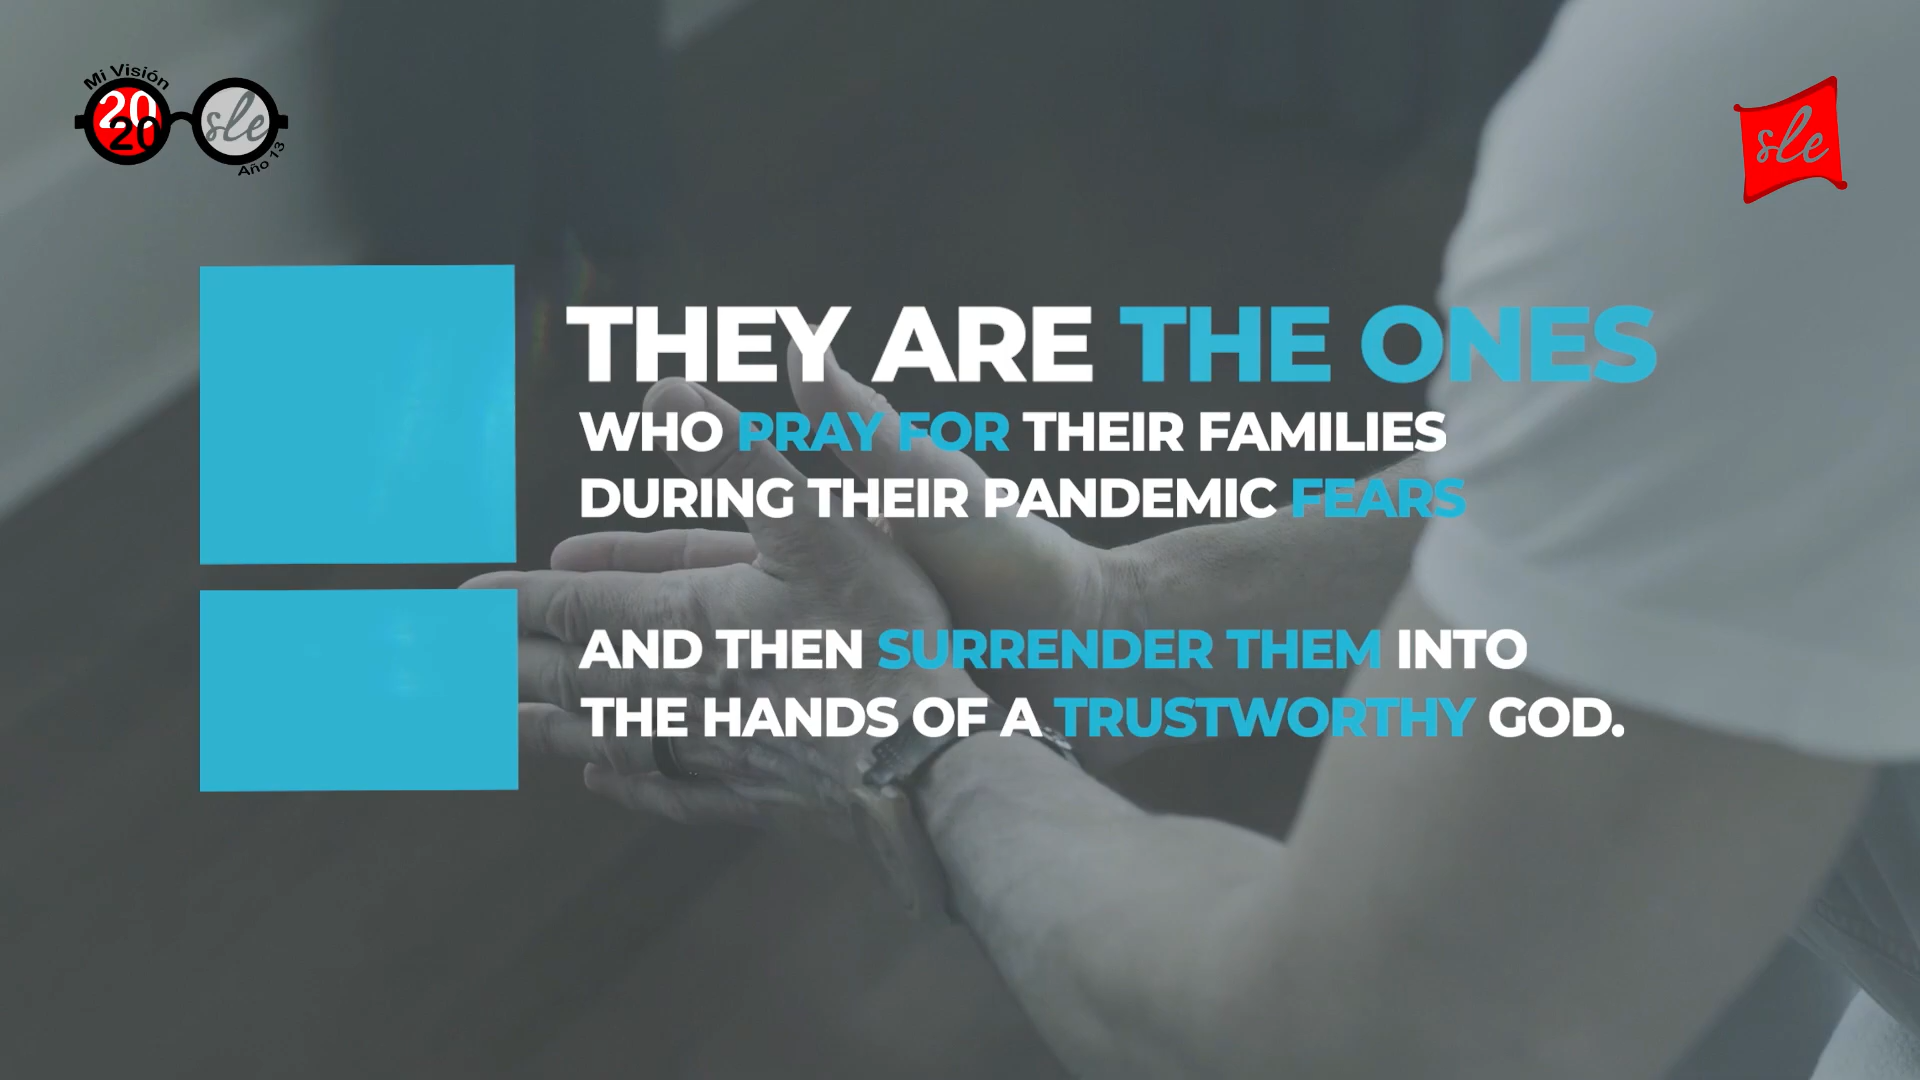 Mi Visión
20
20
sle
Año 13
sle
THEY ARE THE ONES
WHO PRAY FOR THEIR FAMILIES
DURING THEIR PANDEMIC FEARS
AND THEN SURRENDER THEM INTO
THE HANDS OF A TRUSTWORTHY GOD.